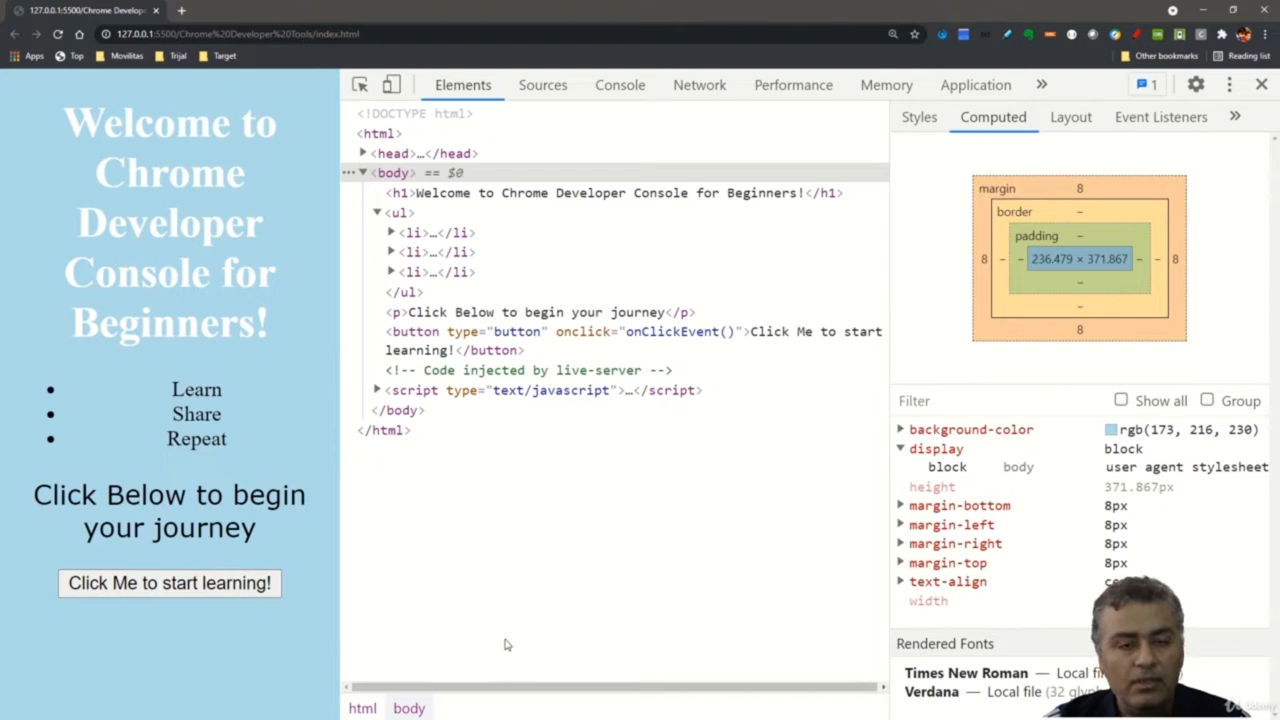 127.0.0.1:5500/Chrome Develop
127.0.0.1:5500/Chrome%20Developer%20Tools/index.html
Apps Top Movilitas Trijal Target Other bookmarks Reading list
Welcome to
Chrome
Developer
Console for
Beginners!
Learn
Share
Repeat
Click Below to begin
your journey
Click Me to start learning!
Elements Sources Console Network Performance Memory Application » 1
<!DOCTYPE html>
<html>
<head>…</head>
<body> == $0
<h1>Welcome to Chrome Developer Console for Beginners!</h1>
<ul>
<li>…</li>
<li>…</li>
<li>…</li>
</ul>
<p>Click Below to begin your journey</p>
<button type="button" onclick="onClickEvent()">Click Me to start
learning!</button>
<!-- Code injected by live-server -->
<script type="text/javascript">…</script>
</body>
</html>
html body
Styles Computed Layout Event Listeners »
margin 8
border –
padding –
8 – – 236.479 × 371.867 – – 8
–
–
8
Filter Show all Group
background-color rgb(173, 216, 230)
display block
block body user agent stylesheet
height 371.867px
margin-bottom 8px
margin-left 8px
margin-right 8px
margin-top 8px
text-align
width
Rendered Fonts
Times New Roman — Local
Verdana — Local file (32
Udemy